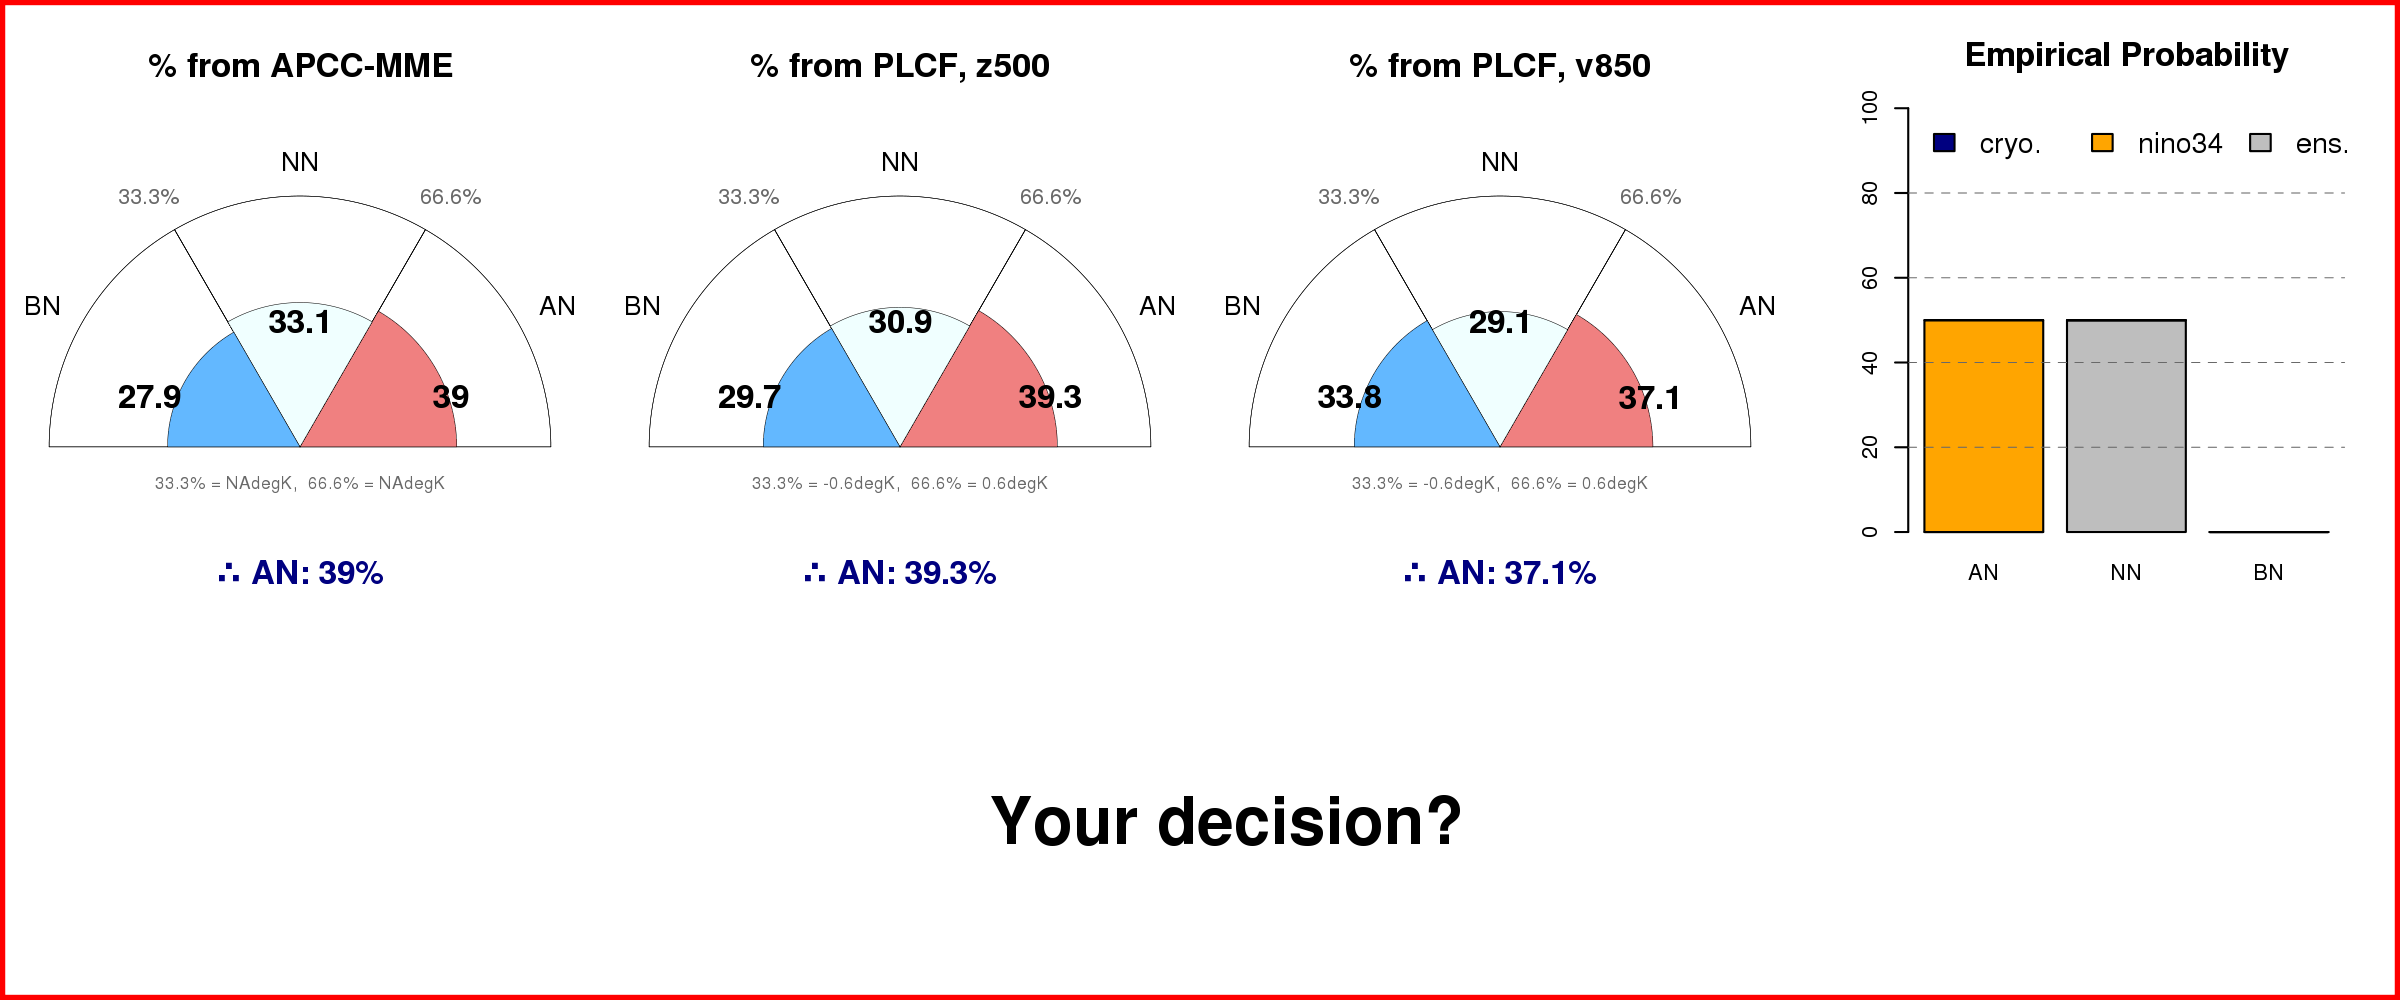 % from APCC-MME
NN
33.3%
66.6%
BN
AN
33.1
27.9
39
33.3% = NAdegK, 66.6% = NAdegK
∴ AN: 39%
% from PLCF, z500
NN
33.3%
66.6%
BN
AN
30.9
29.7
39.3
33.3% = -0.6degK, 66.6% = 0.6degK
∴ AN: 39.3%
% from PLCF, v850
NN
33.3%
66.6%
BN
AN
29.1
33.8
37.1
33.3% = -0.6degK, 66.6% = 0.6degK
∴ AN: 37.1%
Empirical Probability
cryo. nino34 ens.
100
80
60
40
20
0
AN NN BN
Your decision?